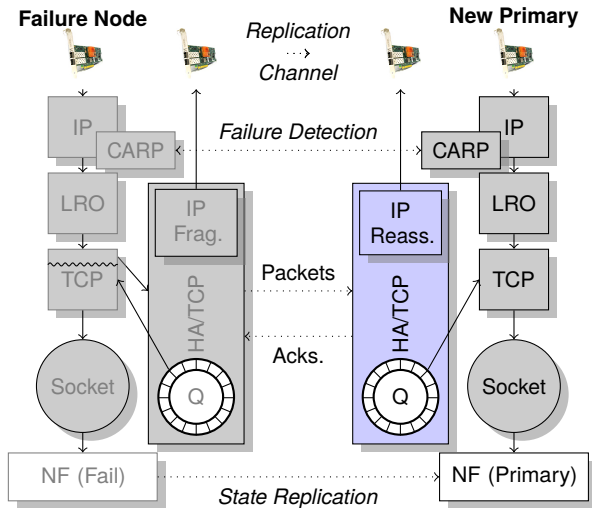 Failure Node
Replication
New Primary
Channel
IP
Failure Detection
IP
CARP
CARP
LRO
IP
Frag.
IP
Reass.
LRO
TCP
HA/TCP
Packets
HA/TCP
TCP
Acks.
Socket
Q
Q
Socket
NF (Fail)
NF (Primary)
State Replication